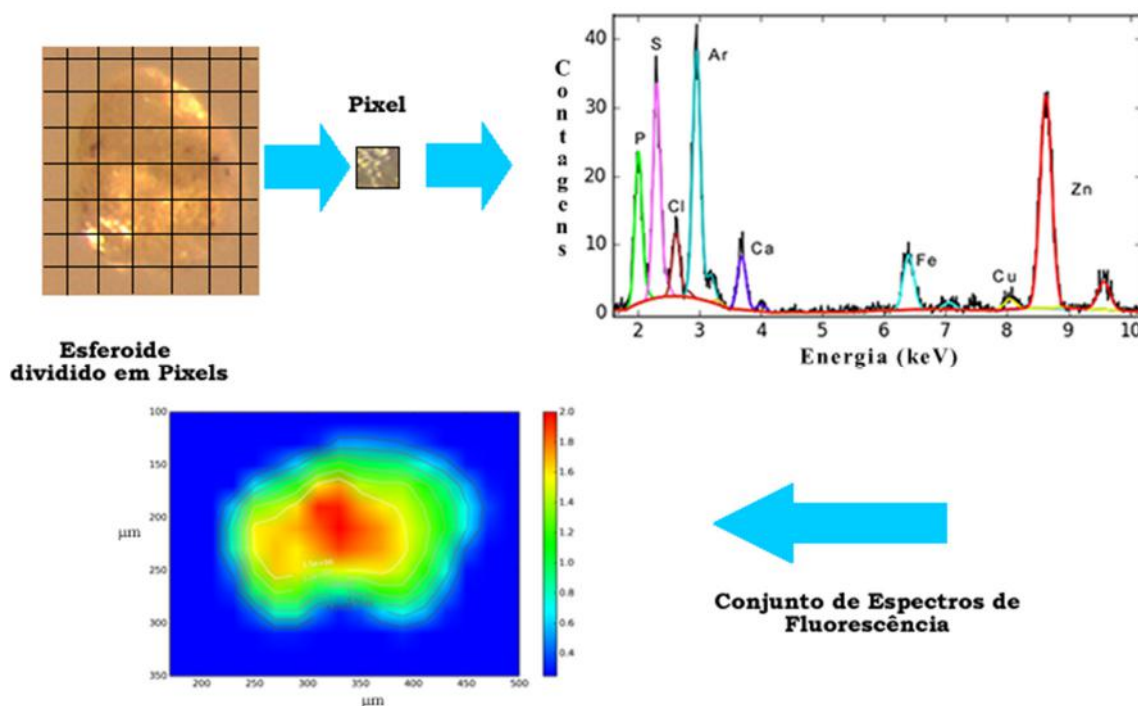 Pixel
Esferoide
dividido em Pixels
Contagens
40
30
20
10
0
P
S
Cl
Ar
Ca
Fe
Cu
Zn
2 3 4 5 6 7 8 9 10
Energia (keV)
100
150
200
250
300
350
μm
200 250 300 350 400 450 500
μm
2.0
1.8
1.6
1.4
1.2
1.0
0.8
0.6
0.4
Conjunto de Espectros de
Fluorescência